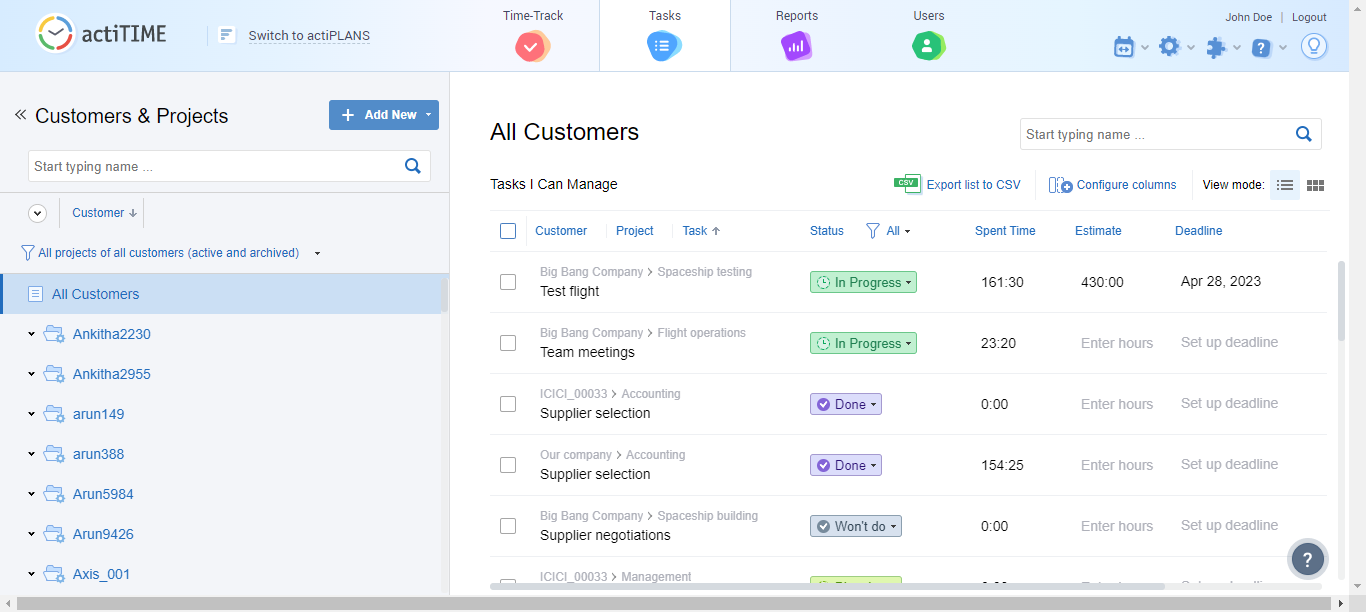 actiTIME
Switch to actiPLANS
Time-Track
Tasks
Reports
Users
John Doe | Logout
Customers & Projects
Add New
Start typing name ...
Customer
All projects of all customers (active and archived)
All Customers
Ankitha2230
Ankitha2955
arun149
arun388
Arun5984
Arun9426
Axis_001
All Customers
Start typing name ...
Tasks I Can Manage
CSV Export list to CSV
Configure columns
View mode:
Customer Project Task Status All Spent Time Estimate Deadline
Big Bang Company > Spaceship testing
Test flight In Progress 161:30 430:00 Apr 28, 2023
Big Bang Company > Flight operations
Team meetings In Progress 23:20 Enter hours Set up deadline
ICICI_00033 > Accounting
Supplier selection Done 0:00 Enter hours Set up deadline
Our company > Accounting
Supplier selection Done 154:25 Enter hours Set up deadline
Big Bang Company > Spaceship building
Supplier negotiations Won't do 0:00 Enter hours Set up deadline
ICICI_00033 > Management
?